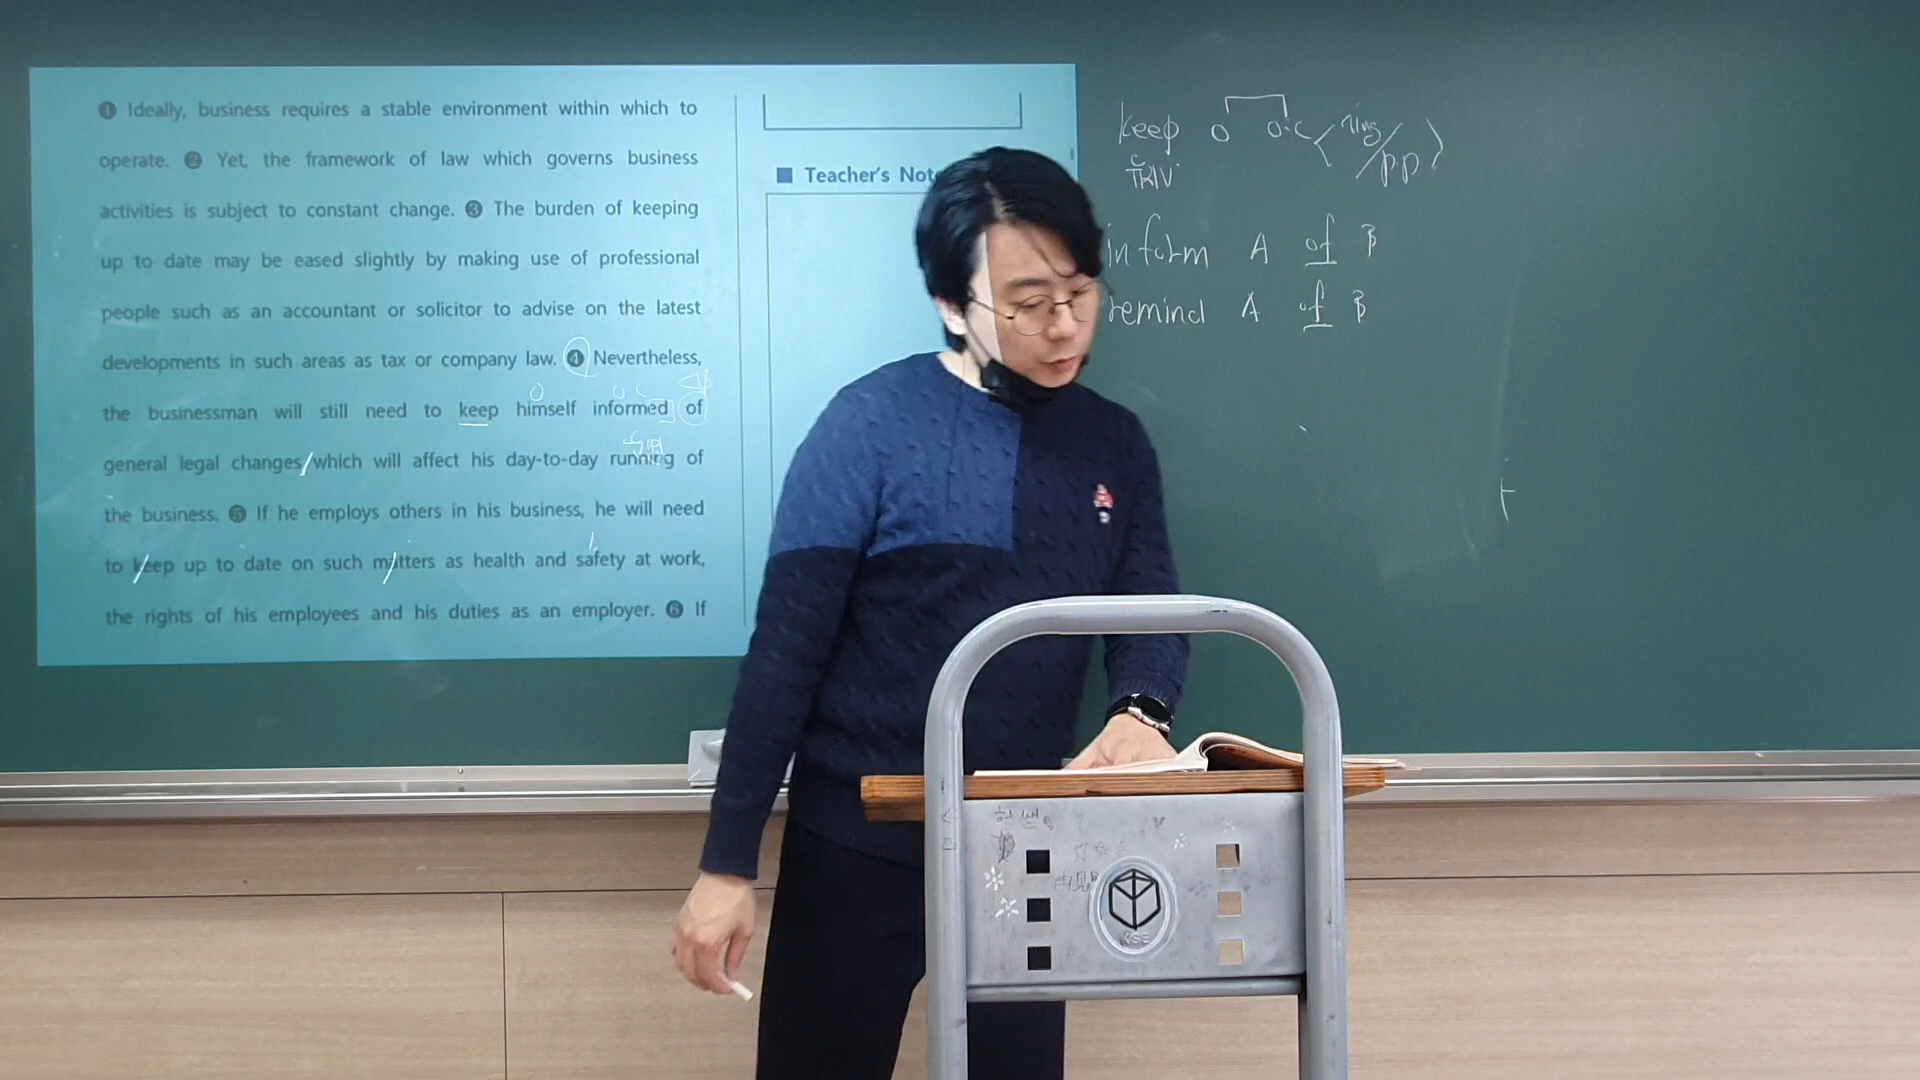 ❶ Ideally, business requires a stable environment within which to
operate. ❷ Yet, the framework of law which governs business
activities is subject to constant change. ❸ The burden of keeping
up to date may be eased slightly by making use of professional
people such as an accountant or solicitor to advise on the latest
developments in such areas as tax or company law. ❹ Nevertheless,
the businessman will still need to keep himself informed of
general legal changes which will affect his day-to-day running of
the business. ❺ If he employs others in his business, he will need
to keep up to date on such matters as health and safety at work,
the rights of his employees and his duties as an employer. ❻ If
■ Teacher's Not
keep O O.C
p.p
inform A of B
remind A of B